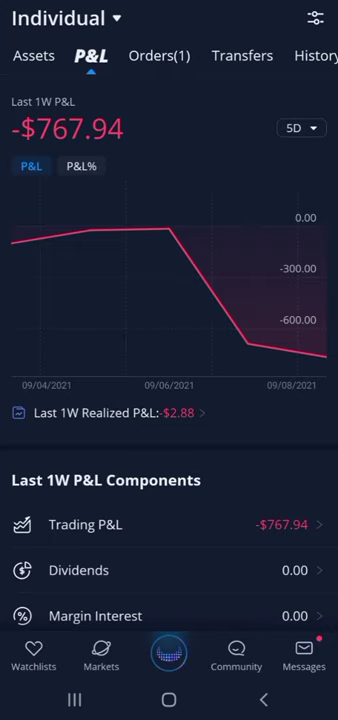 Individual
Assets P&L Orders(1) Transfers History
Last 1W P&L
-$767.94
5D
P&L P&L%
0.00
-300.00
-600.00
09/04/2021 09/06/2021 09/08/2021
Last 1W Realized P&L:-$2.88
Last 1W P&L Components
Trading P&L -$767.94
Dividends 0.00
Margin Interest 0.00
Watchlists Markets Community Messages